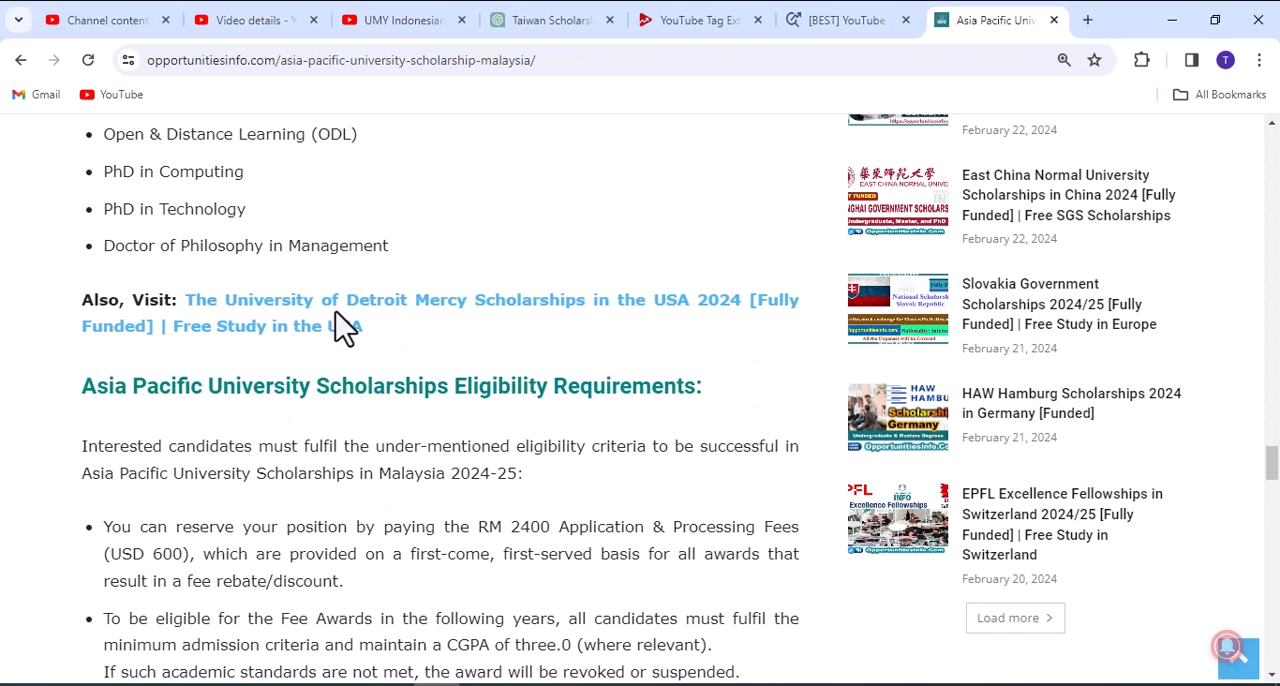 Channel content
Video details - Y
UMY Indonesian
Taiwan Scholars
YouTube Tag Ext
[BEST] YouTube
Asia Pacific Univ
opportunitiesinfo.com/asia-pacific-university-scholarship-malaysia/
T
Gmail
YouTube
All Bookmarks
Open & Distance Learning (ODL)
PhD in Computing
PhD in Technology
Doctor of Philosophy in Management
Also, Visit: The University of Detroit Mercy Scholarships in the USA 2024 [Fully
Funded] | Free Study in the USA
Asia Pacific University Scholarships Eligibility Requirements:
Interested candidates must fulfil the under-mentioned eligibility criteria to be successful in
Asia Pacific University Scholarships in Malaysia 2024-25:
You can reserve your position by paying the RM 2400 Application & Processing Fees
(USD 600), which are provided on a first-come, first-served basis for all awards that
result in a fee rebate/discount.
To be eligible for the Fee Awards in the following years, all candidates must fulfil the
minimum admission criteria and maintain a CGPA of three.0 (where relevant).
If such academic standards are not met, the award will be revoked or suspended.
February 22, 2024
East China Normal University
Scholarships in China 2024 [Fully
Funded] | Free SGS Scholarships
February 22, 2024
Slovakia Government
Scholarships 2024/25 [Fully
Funded] | Free Study in Europe
February 21, 2024
HAW Hamburg Scholarships 2024
in Germany [Funded]
February 21, 2024
EPFL Excellence Fellowships in
Switzerland 2024/25 [Fully
Funded] | Free Study in
Switzerland
February 20, 2024
Load more